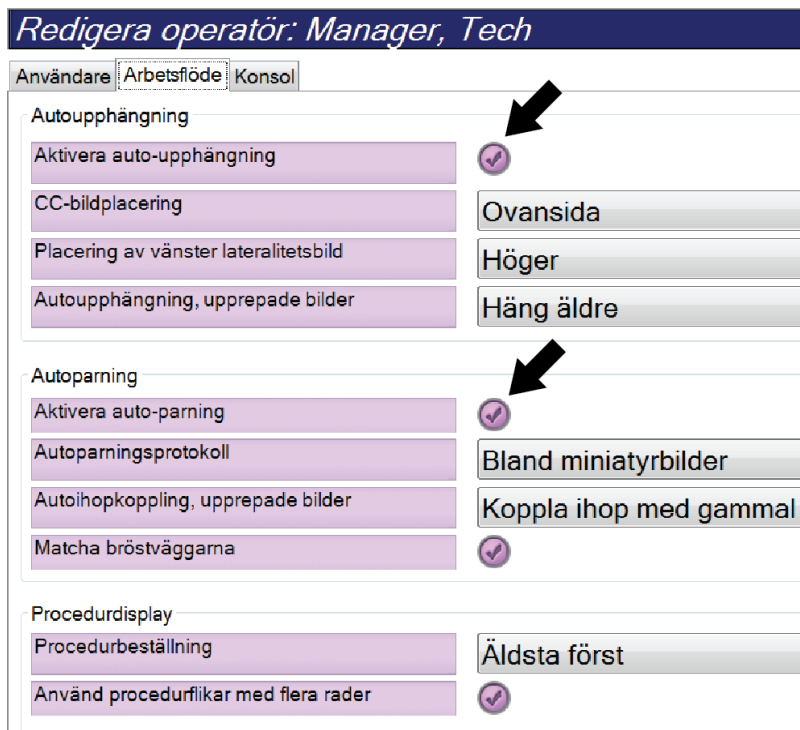 Redigera operatör: Manager, Tech
Användare Arbetsflöde Konsol
Autoupphängning
Aktivera auto-upphängning
CC-bildplacering Ovansida
Placering av vänster lateralitetsbild Höger
Autoupphängning, upprepade bilder Häng äldre
Autoparning
Aktivera auto-parning
Autoparningsprotokoll Bland miniatyrbilder
Autoihopkoppling, upprepade bilder Koppla ihop med gammal
Matcha bröstväggarna
Procedurdisplay
Procedurbeställning Äldsta först
Använd procedurflikar med flera rader